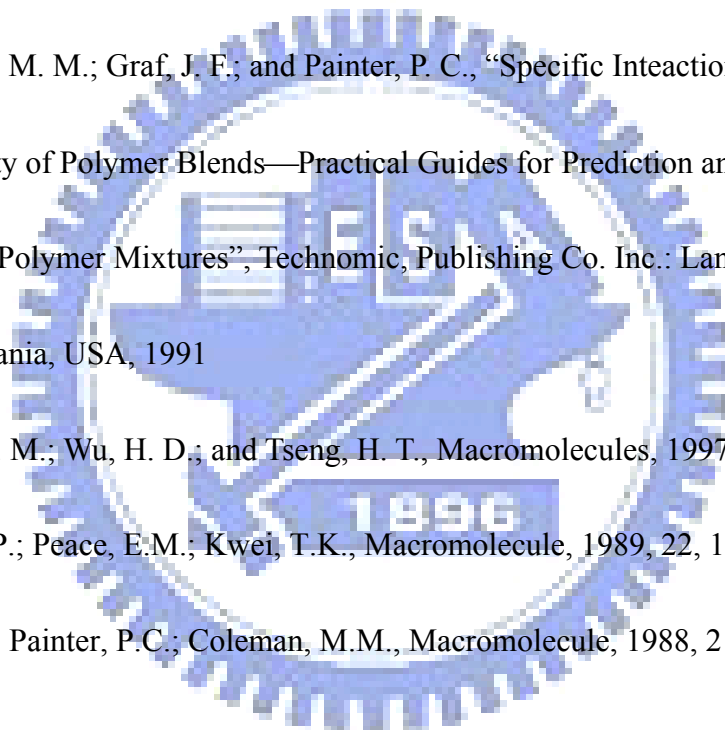 M. M.; Graf, J. F.; and Painter, P. C., “Specific Inteaction
ty of Polymer Blends—Practical Guides for Prediction an
Polymer Mixtures”, Technomic, Publishing Co. Inc.: Lan
ania, USA, 1991
M.; Wu, H. D.; and Tseng, H. T., Macromolecules, 1997
P.; Peace, E.M.; Kwei, T.K., Macromolecule, 1989, 22, 1
Painter, P.C.; Coleman, M.M., Macromolecule, 1988, 2
ES
1896